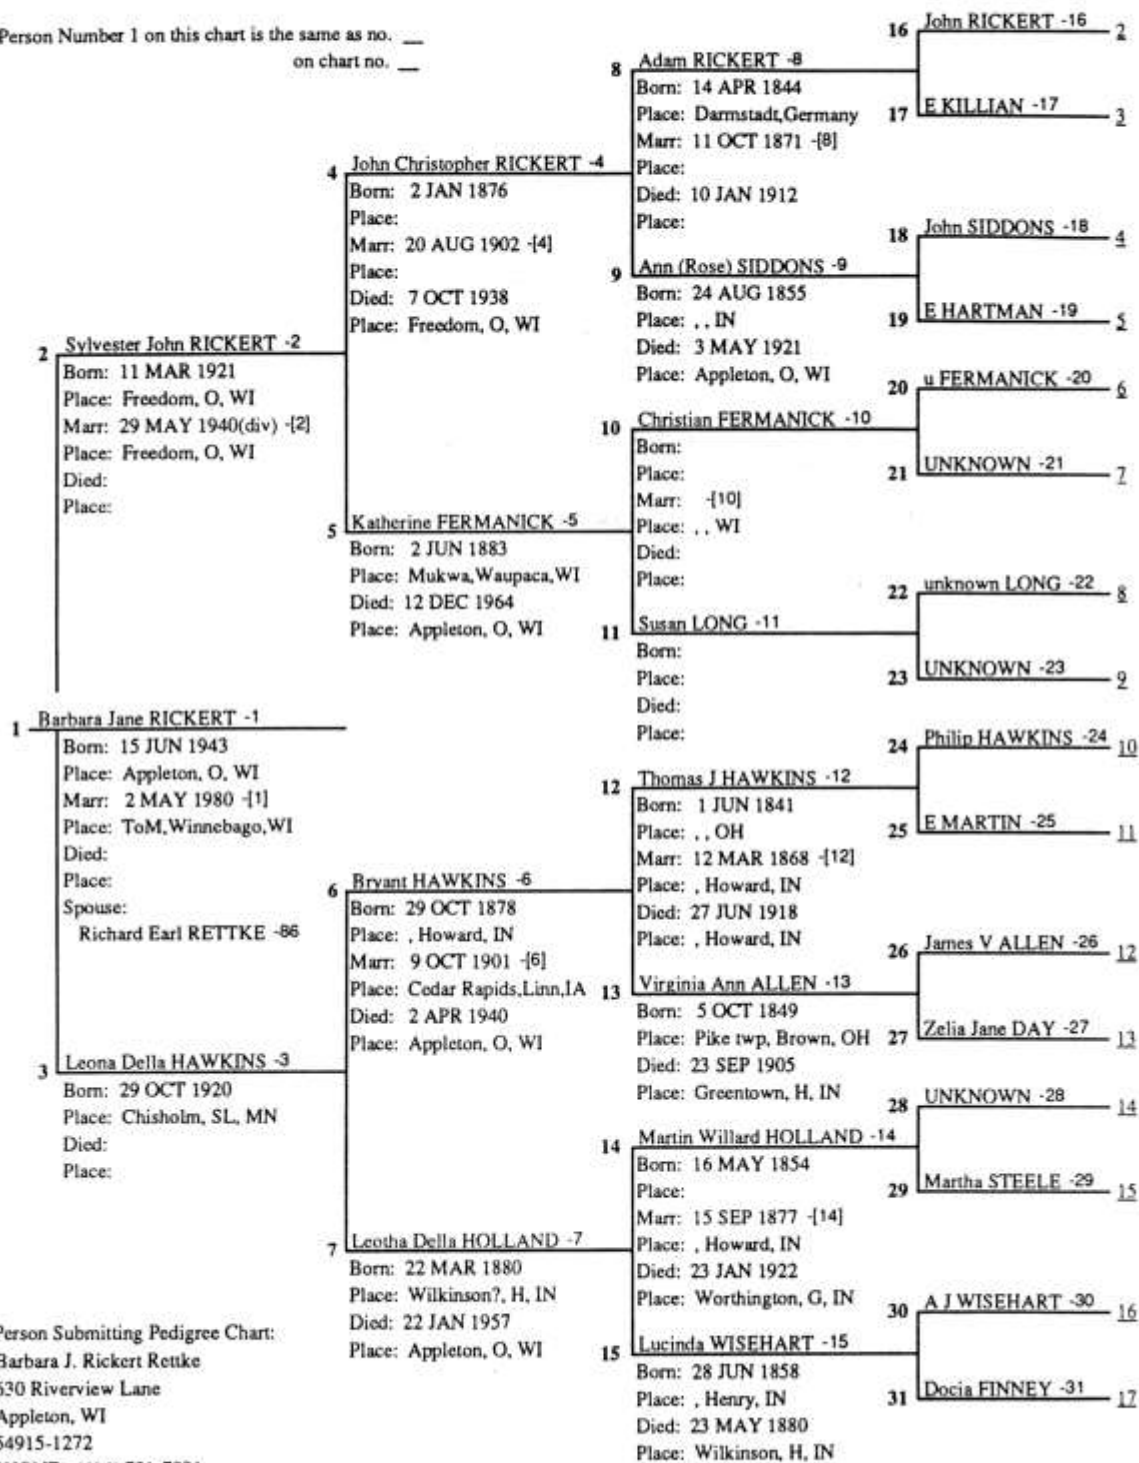 Person Number 1 on this chart is the same as no. __
on chart no. __
2
Sylvester John RICKERT -2
Born: 11 MAR 1921
Place: Freedom, O, WI
Marr: 29 MAY 1940(div) -[2]
Place: Freedom, O, WI
Died:
Place:
1
Barbara Jane RICKERT -1
Born: 15 JUN 1943
Place: Appleton, O, WI
Marr: 2 MAY 1980 -[1]
Place: ToM,Winnebago,WI
Died:
Place:
Spouse:
Richard Earl RETTKE -86
3
Leona Della HAWKINS -3
Born: 29 OCT 1920
Place: Chisholm, SL, MN
Died:
Place:
4
John Christopher RICKERT -4
Born: 2 JAN 1876
Place:
Marr: 20 AUG 1902 -[4]
Place:
Died: 7 OCT 1938
Place: Freedom, O, WI
5
Katherine FERMANICK -5
Born: 2 JUN 1883
Place: Mukwa,Waupaca,WI
Died: 12 DEC 1964
Place: Appleton, O, WI
6
Bryant HAWKINS -6
Born: 29 OCT 1878
Place: , Howard, IN
Marr: 9 OCT 1901 -[6]
Place: Cedar Rapids,Linn,IA
Died: 2 APR 1940
Place: Appleton, O, WI
7
Leotha Della HOLLAND -7
Born: 22 MAR 1880
Place: Wilkinson?, H, IN
Died: 22 JAN 1957
Place: Appleton, O, WI
8
Adam RICKERT -8
Born: 14 APR 1844
Place: Darmstadt,Germany
Marr: 11 OCT 1871 -[8]
Place:
Died: 10 JAN 1912
Place:
9
Ann (Rose) SIDDONS -9
Born: 24 AUG 1855
Place: , , IN
Died: 3 MAY 1921
Place: Appleton, O, WI
10
Christian FERMANICK -10
Born:
Place:
Marr: -[10]
Place: , , WI
Died:
Place:
11
Susan LONG -11
Born:
Place:
Died:
Place:
12
Thomas J HAWKINS -12
Born: 1 JUN 1841
Place: , , OH
Marr: 12 MAR 1868 -[12]
Place: , Howard, IN
Died: 27 JUN 1918
Place: , Howard, IN
13
Virginia Ann ALLEN -13
Born: 5 OCT 1849
Place: Pike twp, Brown, OH
Died: 23 SEP 1905
Place: Greentown, H, IN
14
Martin Willard HOLLAND -14
Born: 16 MAY 1854
Place:
Marr: 15 SEP 1877 -[14]
Place: , Howard, IN
Died: 23 JAN 1922
Place: Worthington, G, IN
15
Lucinda WISEHART -15
Born: 28 JUN 1858
Place: , Henry, IN
Died: 23 MAY 1880
Place: Wilkinson, H, IN
16 John RICKERT -16 2
17 E KILLIAN -17 3
18 John SIDDONS -18 4
19 E HARTMAN -19 5
20 u FERMANICK -20 6
21 UNKNOWN -21 7
22 unknown LONG -22 8
23 UNKNOWN -23 9
24 Philip HAWKINS -24 10
25 E MARTIN -25 11
26 James V ALLEN -26 12
27 Zelia Jane DAY -27 13
28 UNKNOWN -28 14
29 Martha STEELE -29 15
30 A J WISEHART -30 16
31 Docia FINNEY -31 17
Person Submitting Pedigree Chart:
Barbara J. Rickert Rettke
630 Riverview Lane
Appleton, WI
54915-1272